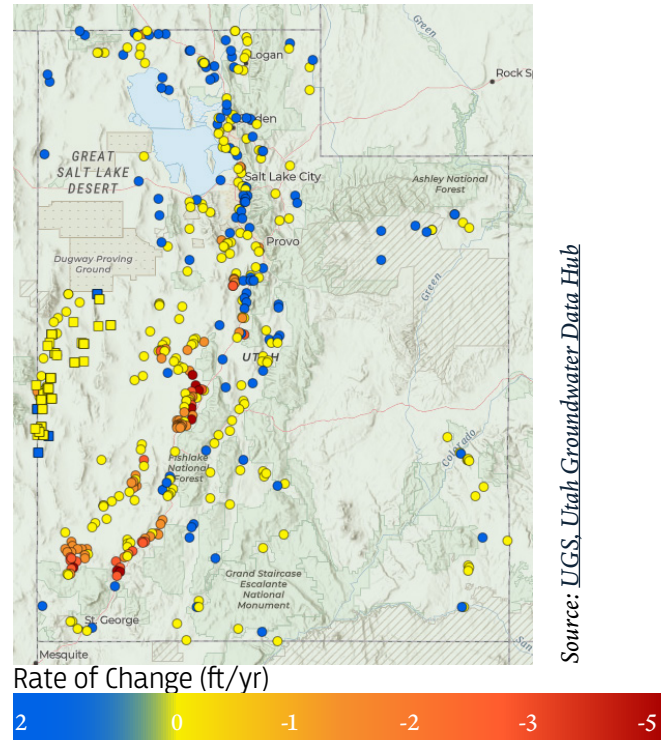 Green
Logan
Rock Sp
den
GREAT
SALT LAKE
DESERT
Salt Lake City
Ashley National
Forest
Provo
Dugway Proving
Ground
Green
UTAH
Colorado
Fishlake
National
Forest
Grand Staircase
Escalante
National
Monument
St. George
San
Mesquite
Source: UGS, Utah Groundwater Data Hub
Rate of Change (ft/yr)
2 0 -1 -2 -3 -5